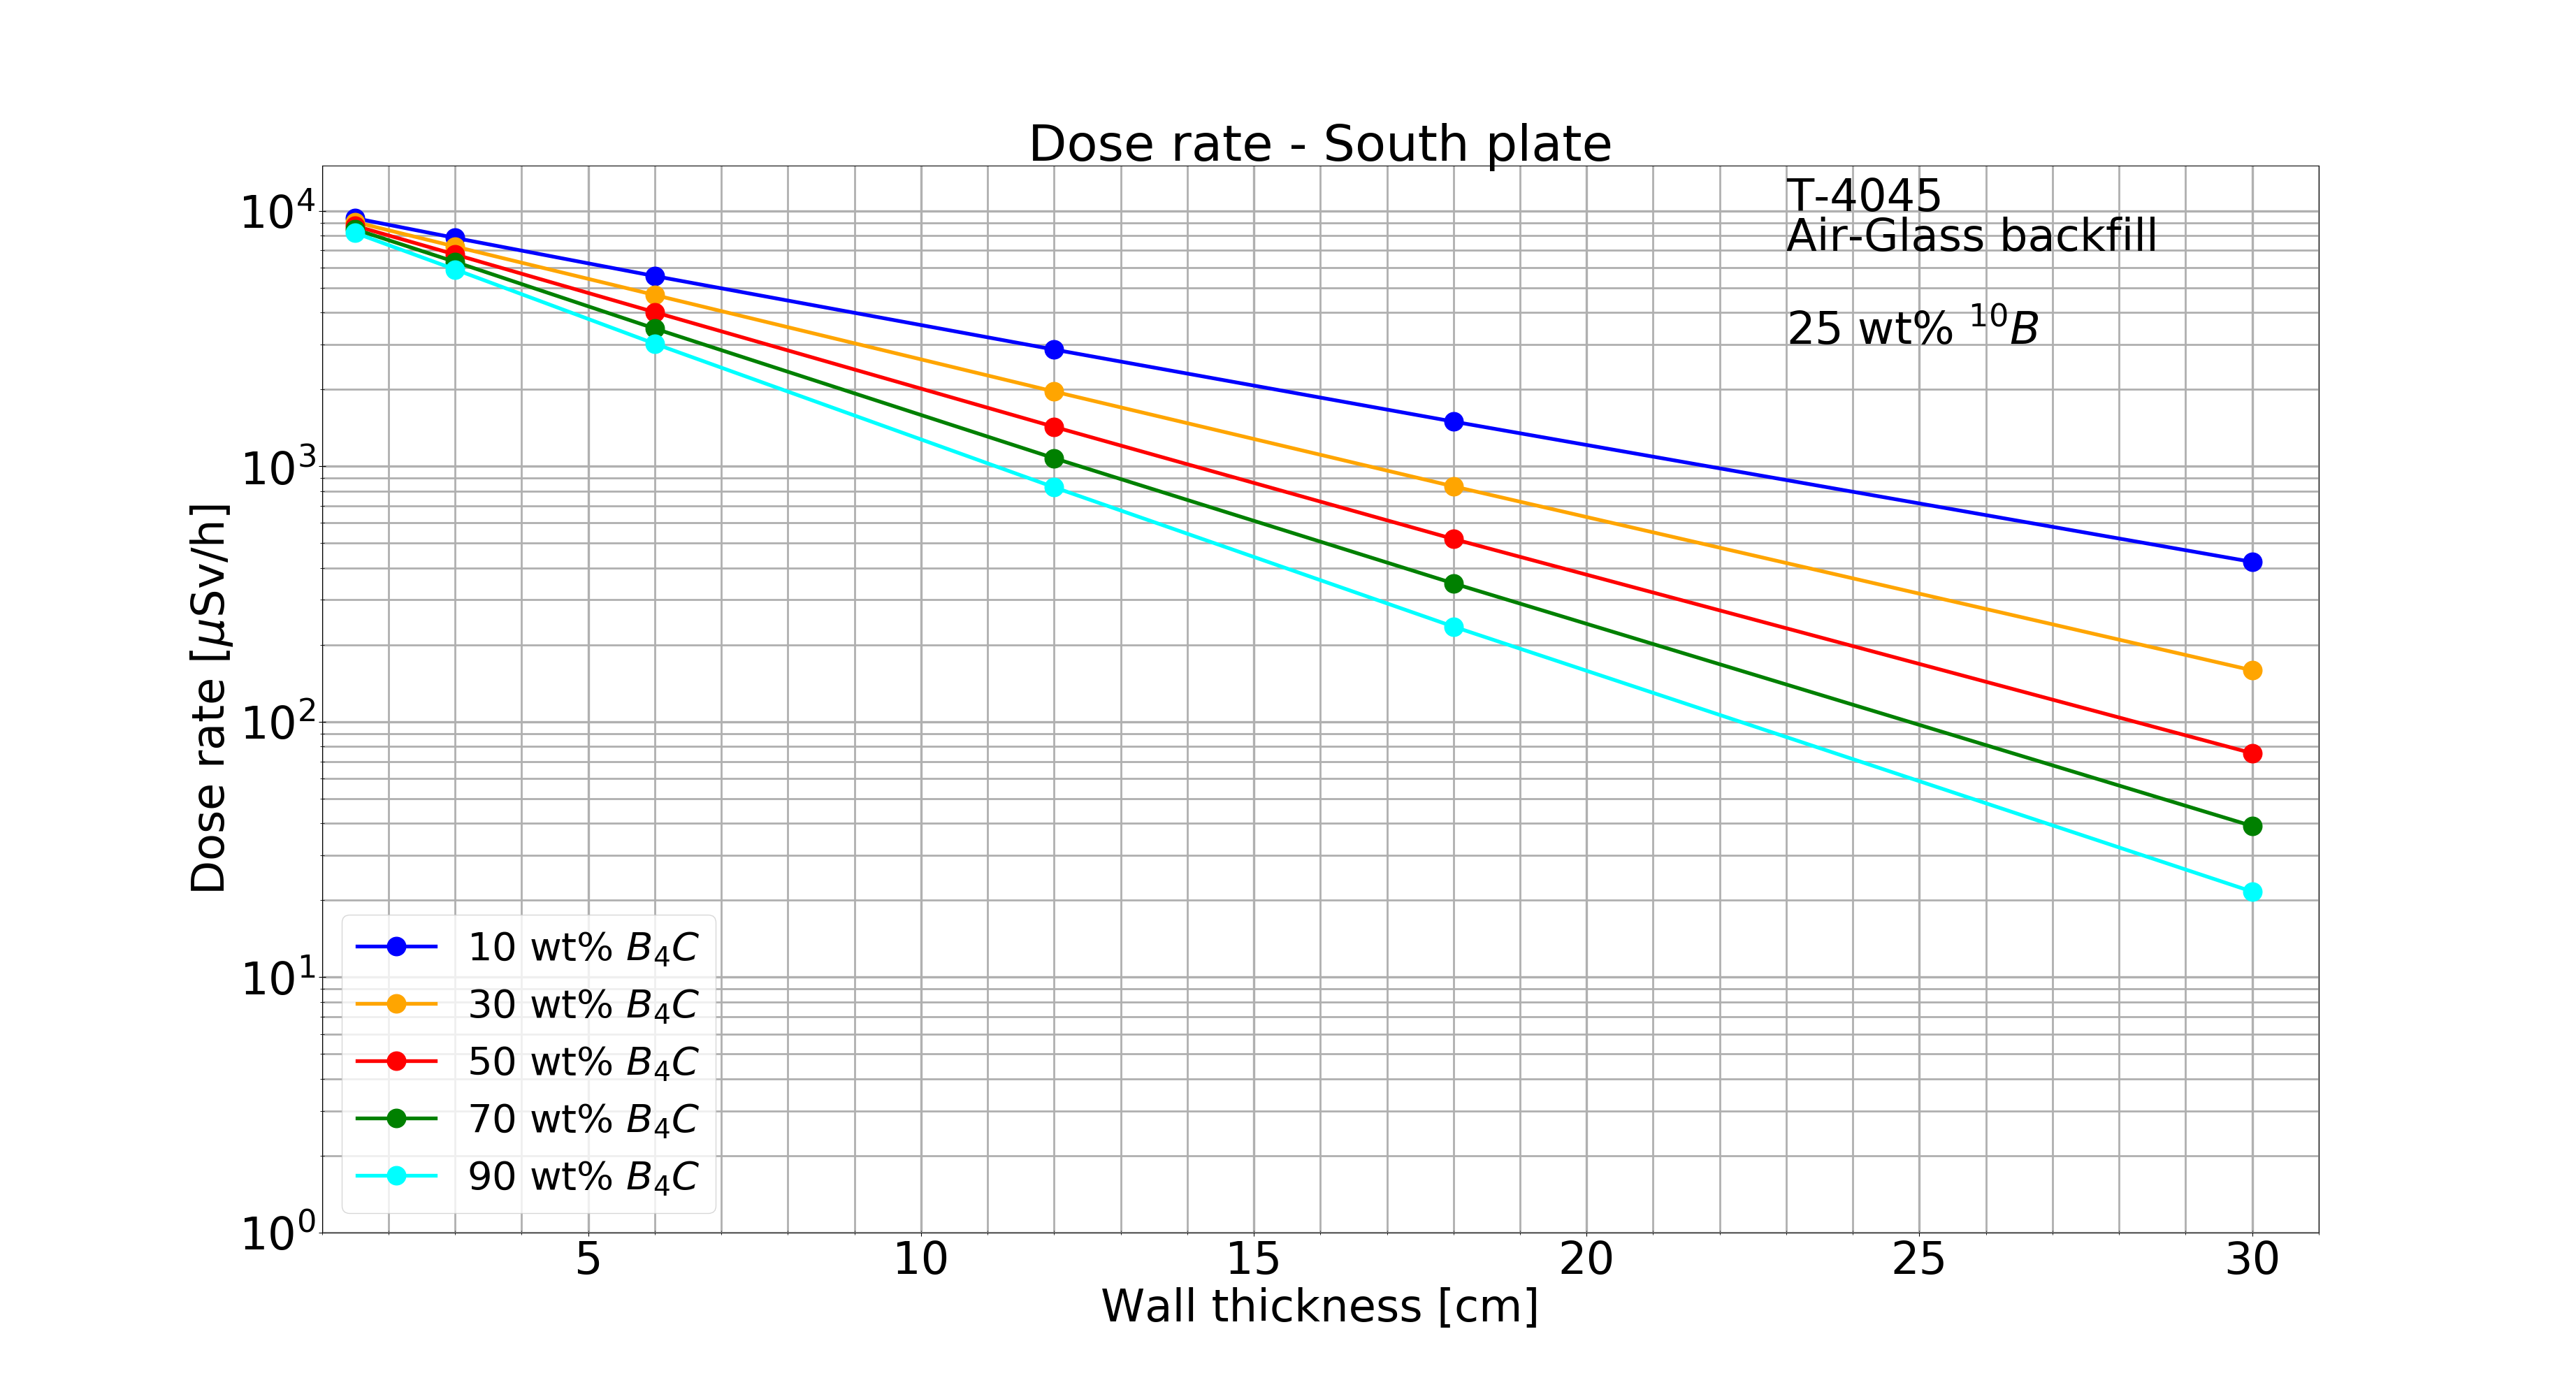 Dose rate - South plate
T-4045
Air-Glass backfill
25 wt% ¹⁰B
10⁴
10³
10²
10¹
10⁰
Dose rate [μSv/h]
10 wt% B₄C
30 wt% B₄C
50 wt% B₄C
70 wt% B₄C
90 wt% B₄C
5 10 15 20 25 30
Wall thickness [cm]